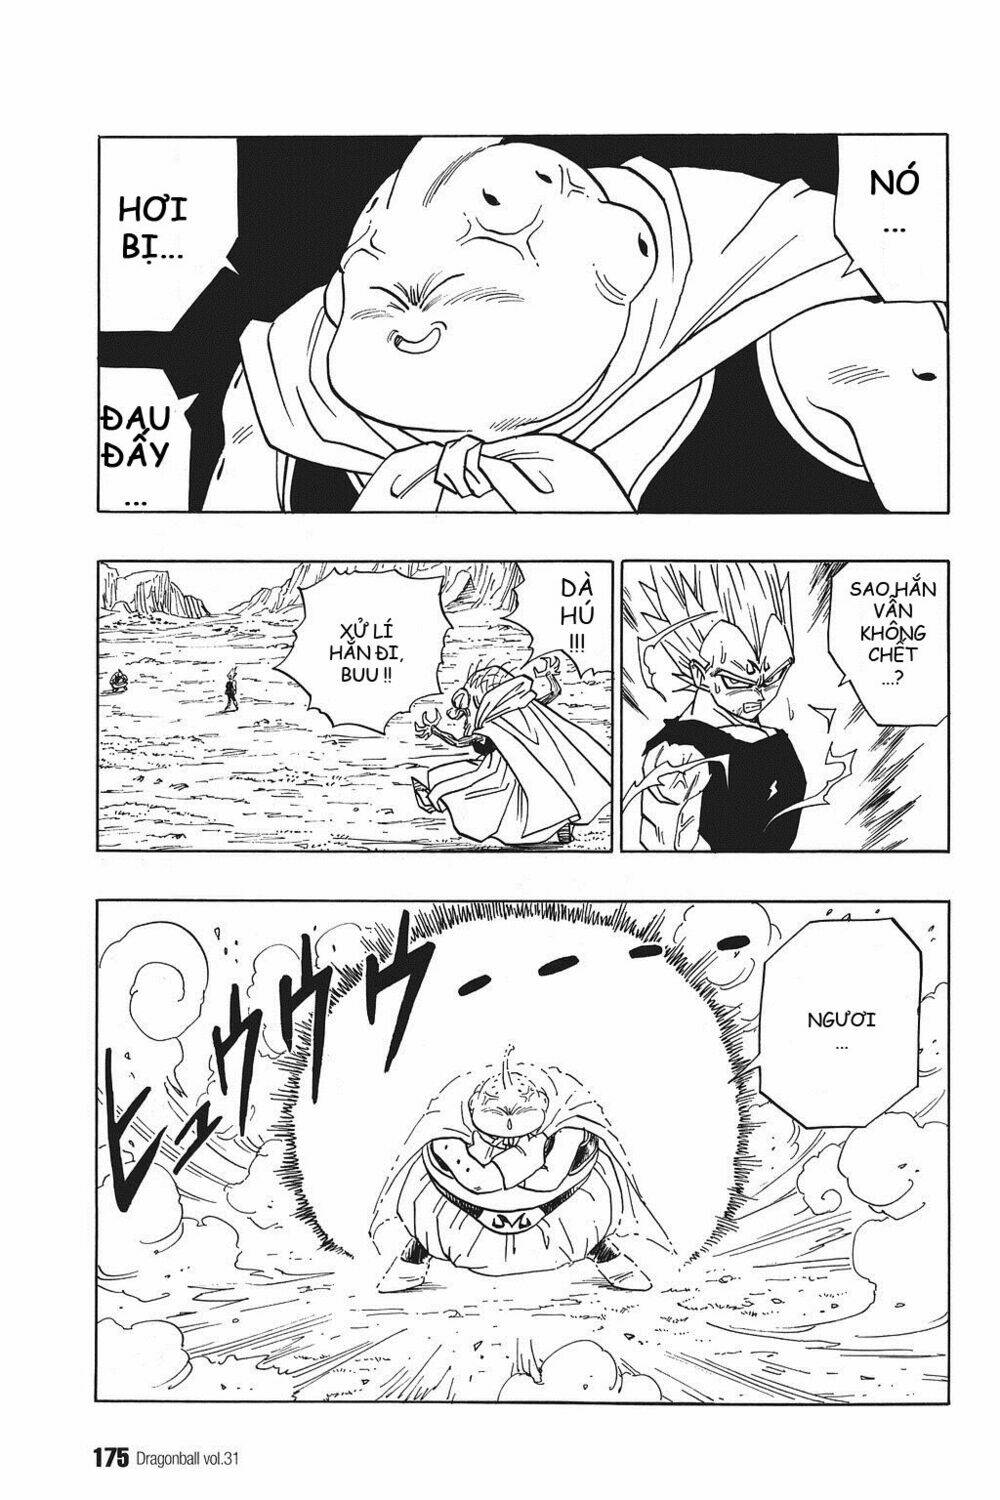 NÓ
...
HƠI
BỊ...
ĐAU
ĐẤY
...
SAO HẮN
VẪN
KHÔNG
CHẾT
...?
DÀ
HÚ
!!!
XỬ LÍ
HẮN ĐI,
BUU !!
NGƯƠI
...
ヒュウウウウ
M
175 Dragonball vol.31